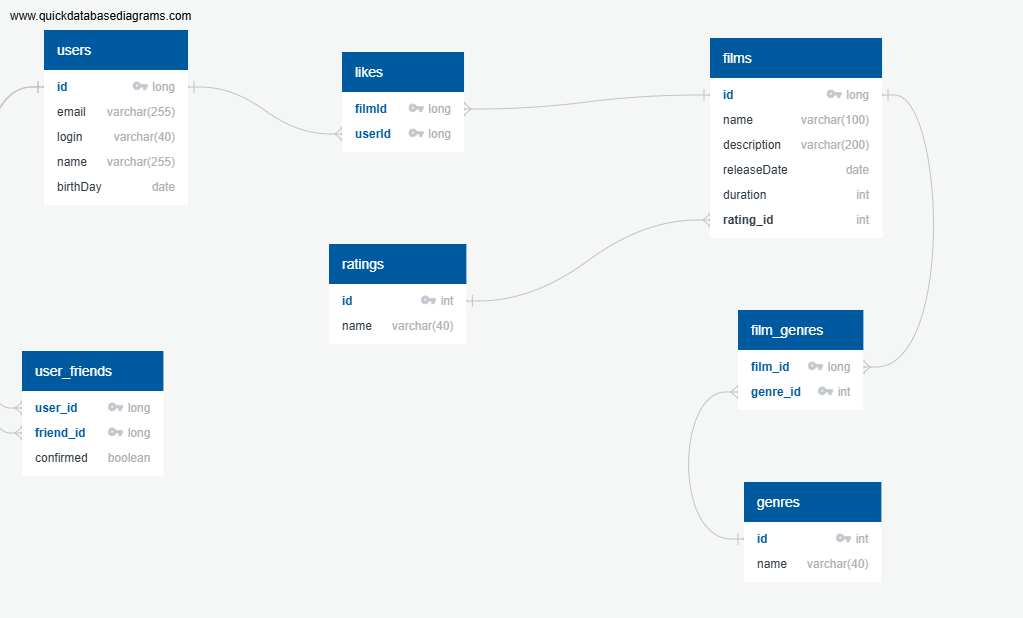 www.quickdatabasediagrams.com
users
id long
email varchar(255)
login varchar(40)
name varchar(255)
birthDay date
likes
filmId long
userId long
films
id long
name varchar(100)
description varchar(200)
releaseDate date
duration int
rating_id int
ratings
id int
name varchar(40)
film_genres
film_id long
genre_id int
user_friends
user_id long
friend_id long
confirmed boolean
genres
id int
name varchar(40)